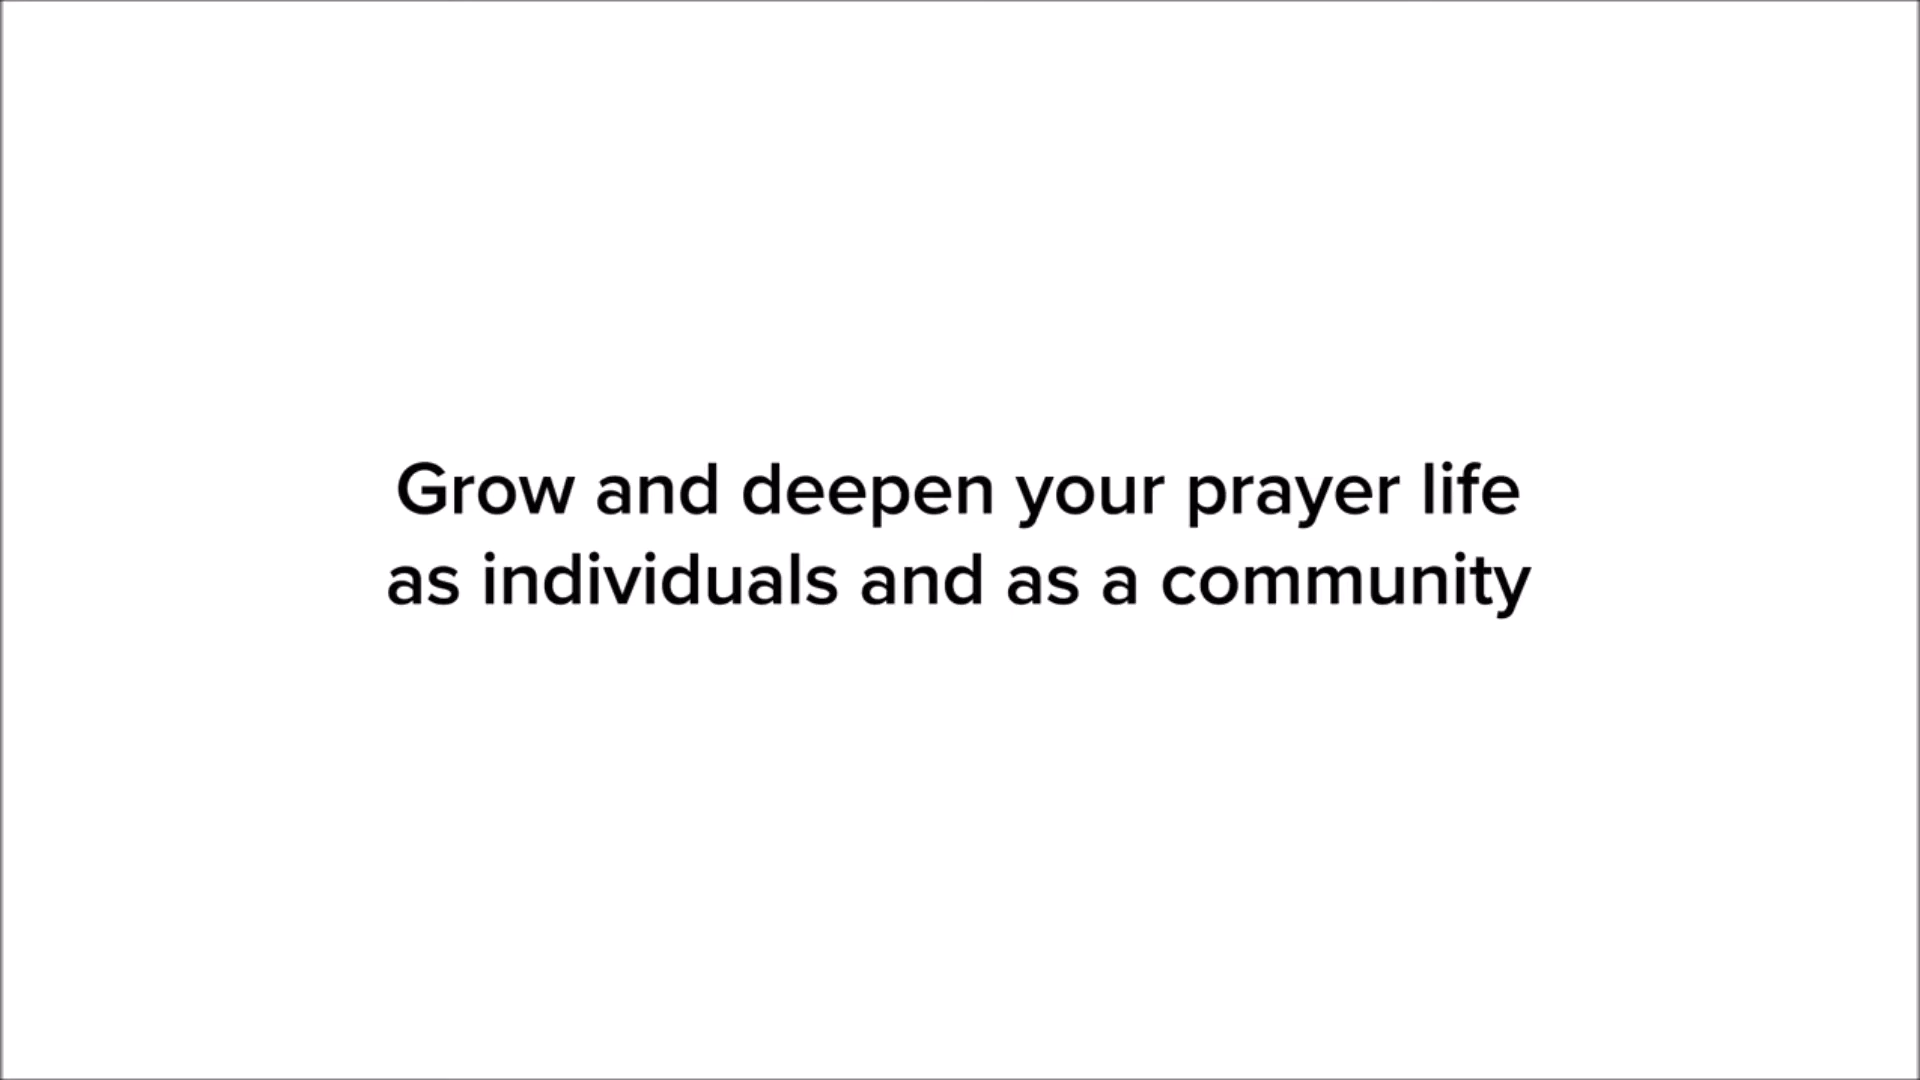 Grow and deepen your prayer life
as individuals and as a community